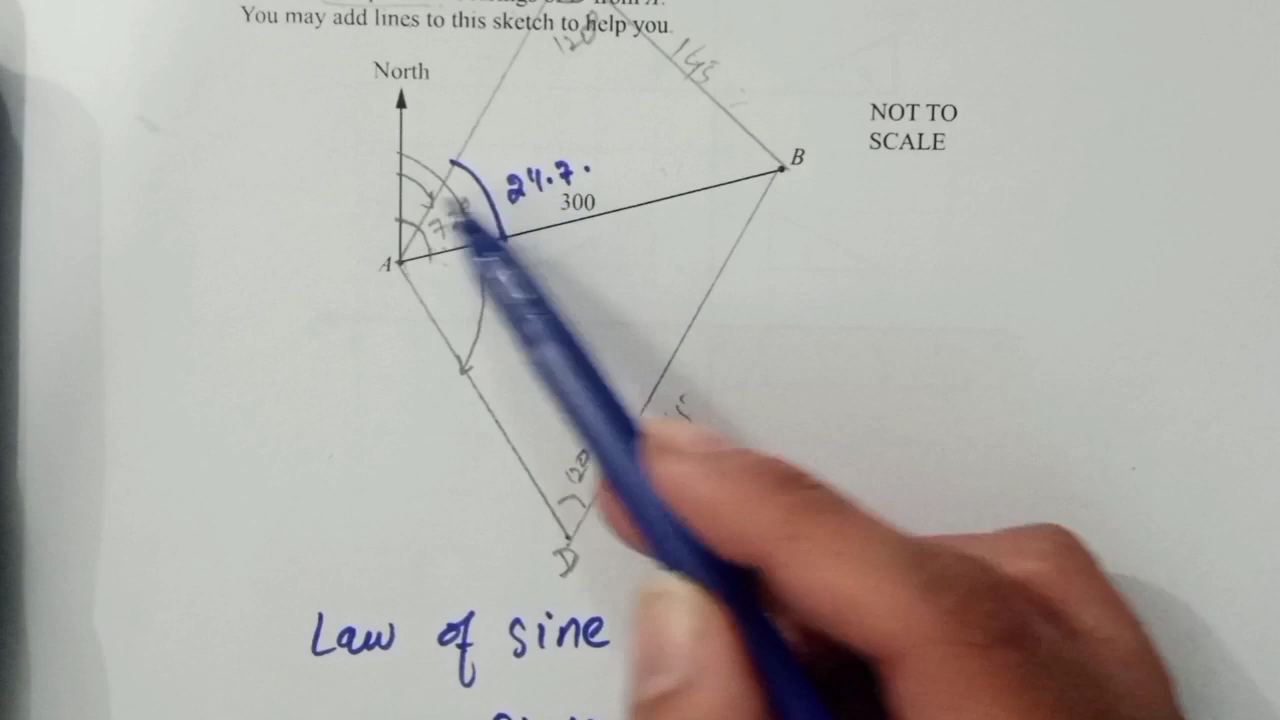 You may add lines to this sketch to help you.
120
145
North
NOT TO
SCALE
B
24.7.
300
A
120
D
Law of sine